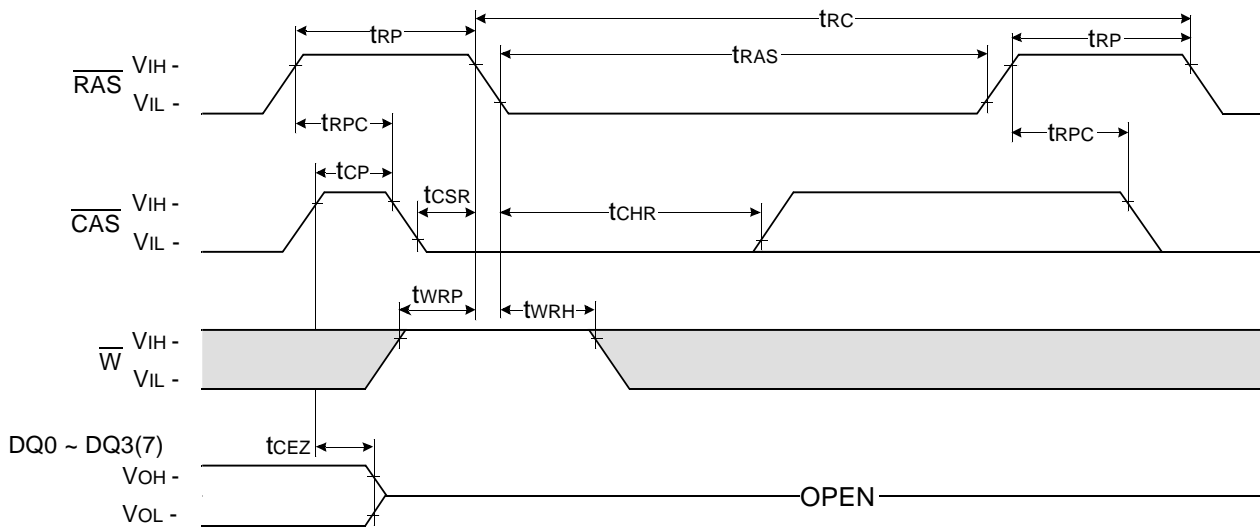 tRC
tRP
tRP
tRAS
RAS
VIH -
VIL -
tRPC
tRPC
tCP
tCSR
tCHR
CAS
VIH -
VIL -
tWRP
tWRH
W
VIH -
VIL -
DQ0 ~ DQ3(7)
tCEZ
VOH -
VOL -
OPEN